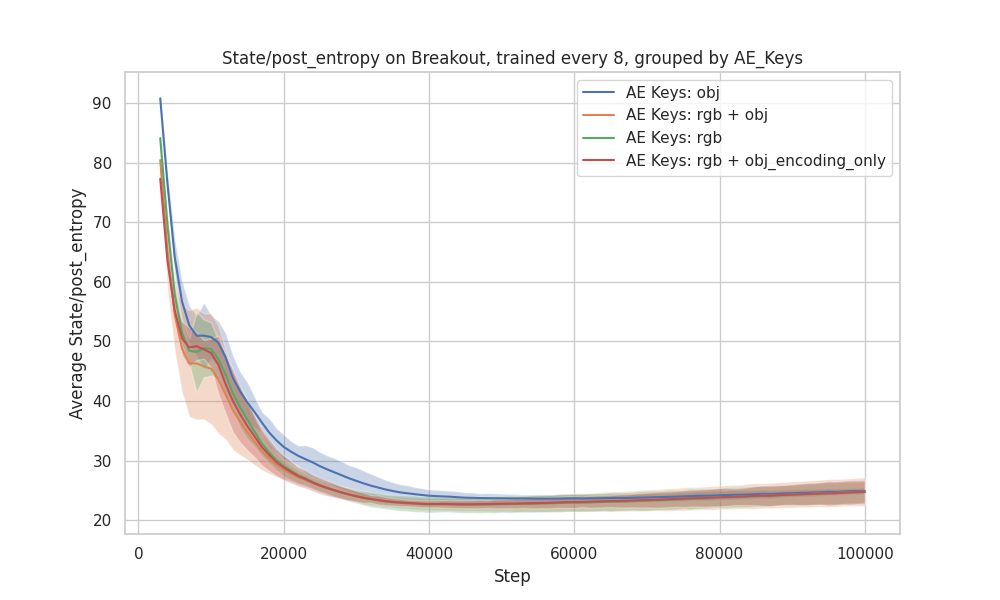 State/post_entropy on Breakout, trained every 8, grouped by AE_Keys
AE Keys: obj
AE Keys: rgb + obj
AE Keys: rgb
AE Keys: rgb + obj_encoding_only
Average State/post_entropy
90
80
70
60
50
40
30
20
0
20000
40000
60000
80000
100000
Step